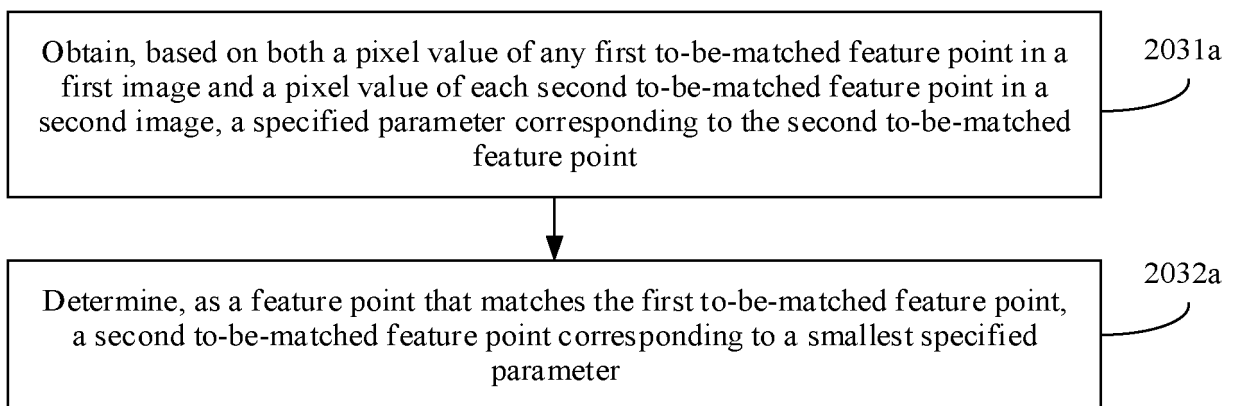 Obtain, based on both a pixel value of any first to-be-matched feature point in a
first image and a pixel value of each second to-be-matched feature point in a
second image, a specified parameter corresponding to the second to-be-matched
feature point
2031a
Determine, as a feature point that matches the first to-be-matched feature point,
a second to-be-matched feature point corresponding to a smallest specified
parameter
2032a